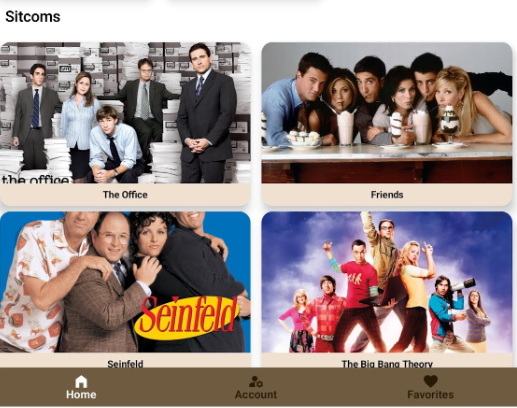 Sitcoms
the office
The Office
Friends
Seinfeld
Seinfeld
The Big Bang Theory
Home
Account
Favorites